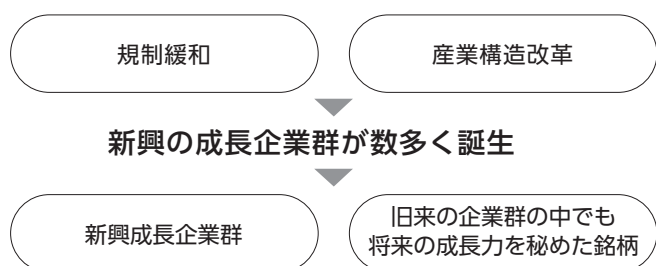 規制緩和
産業構造改革
新興の成長企業群が数多く誕生
新興成長企業群
旧来の企業群の中でも
将来の成長力を秘めた銘柄